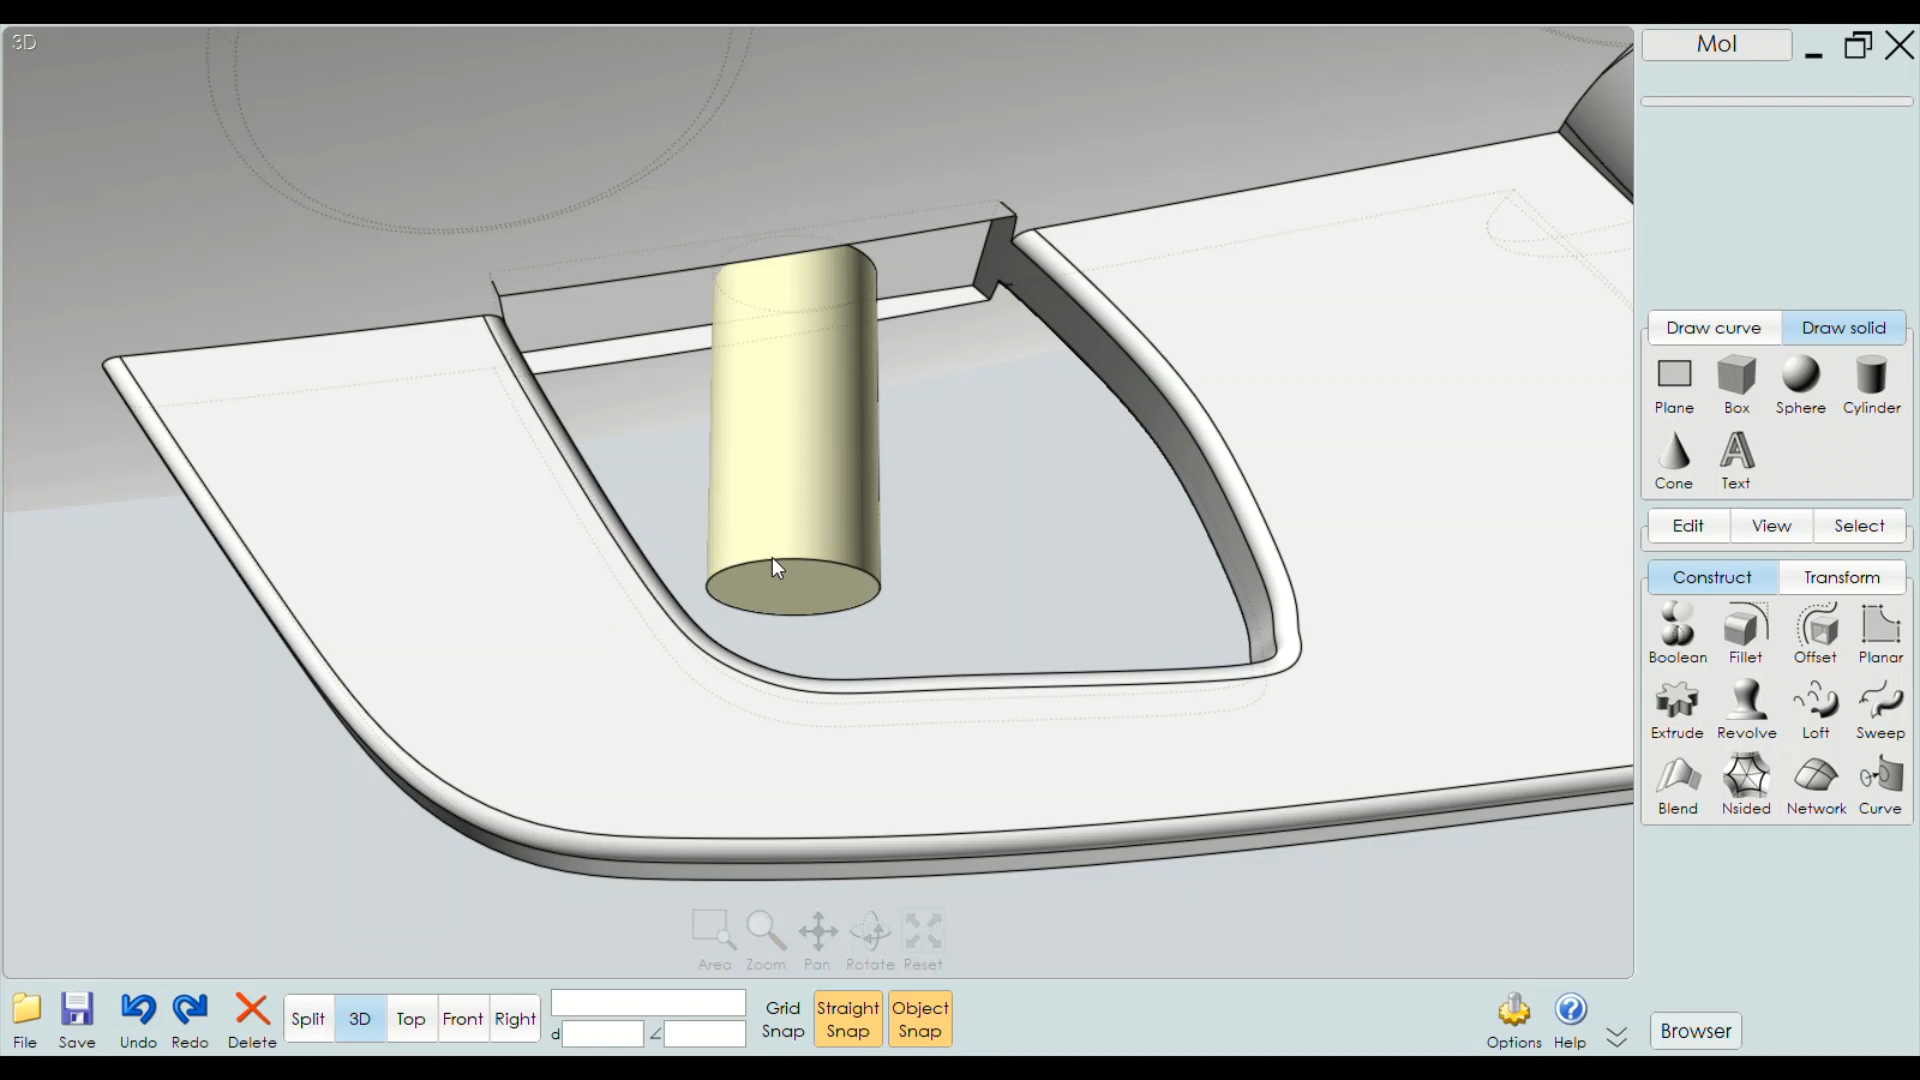 3D
MoI
Draw curve
Draw solid
Plane
Box
Sphere
Cylinder
Cone
Text
Edit
View
Select
Construct
Transform
Boolean
Fillet
Offset
Planar
Extrude
Revolve
Loft
Sweep
Blend
Nsided
Network
Curve
Area
Zoom
Pan
Rotate
Reset
File
Save
Undo
Redo
Delete
Split
3D
Top
Front
Right
d
∠
Grid
Snap
Straight
Snap
Object
Snap
Options
Help
Browser